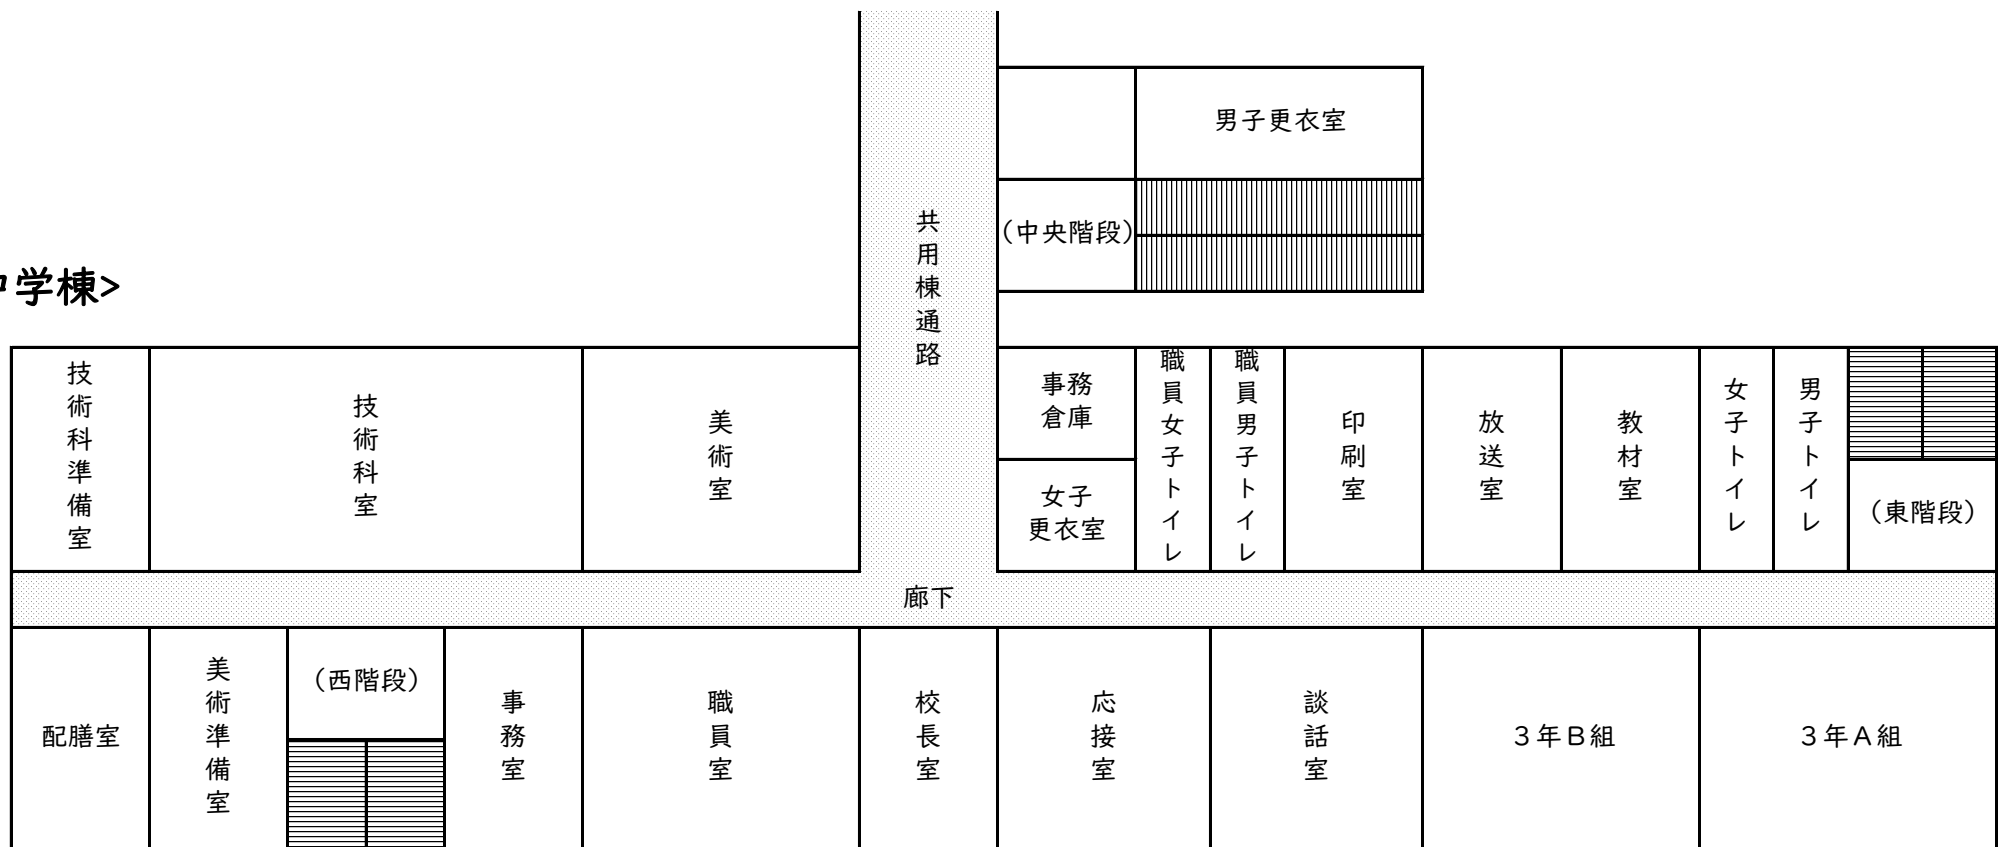 男子更衣室
（中央階段）
共用棟通路
学棟>
技術科準備室
技術科室
美術室
事務
倉庫
女子
更衣室
職員女子トイレ
職員男子トイレ
印刷室
放送室
教材室
女子トイレ
男子トイレ
（東階段）
廊下
配膳室
美術準備室
（西階段）
事務室
職員室
校長室
応接室
談話室
３年Ｂ組
３年Ａ組